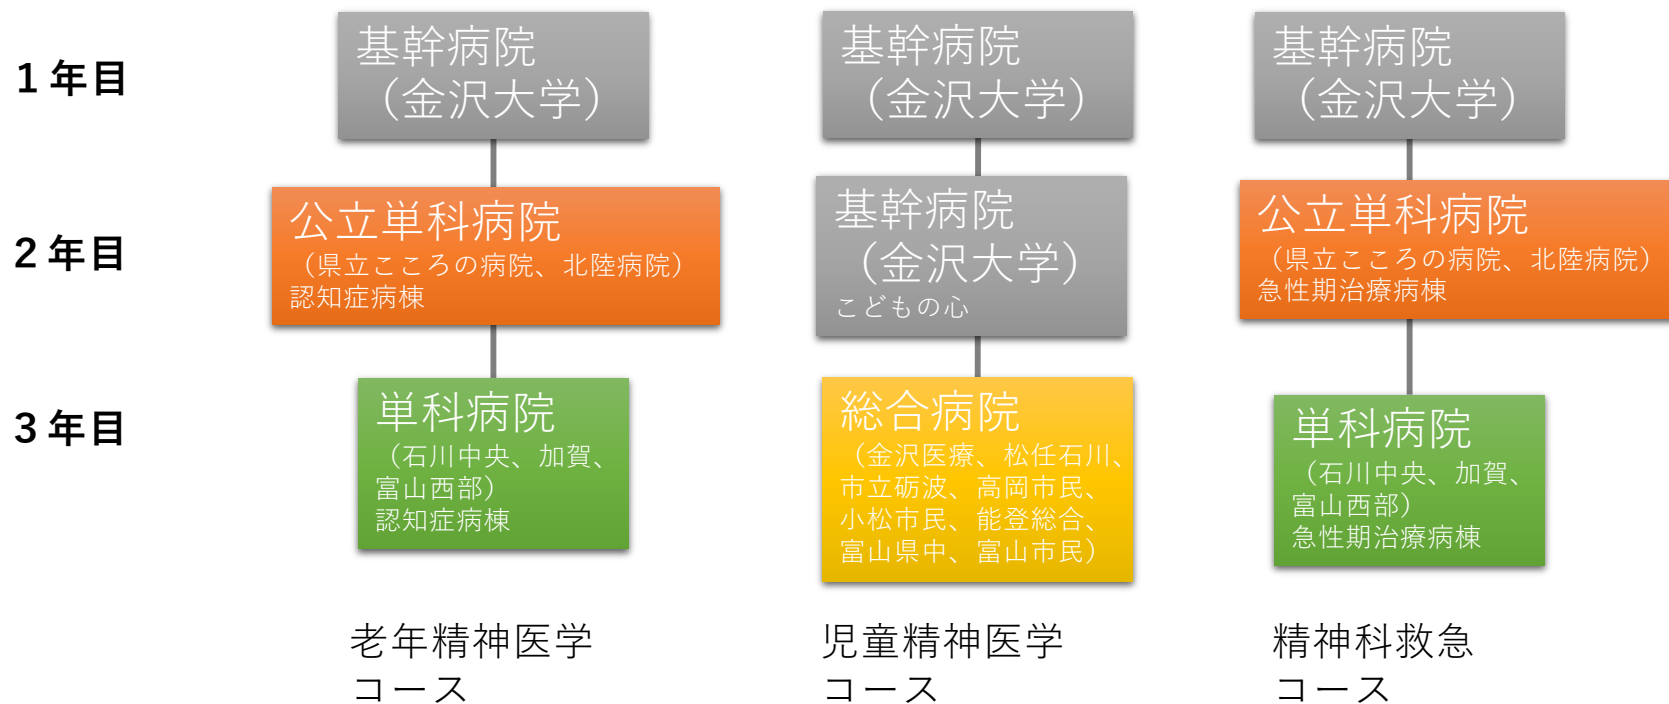 1年目
基幹病院
（金沢大学）
基幹病院
（金沢大学）
基幹病院
（金沢大学）
2年目
公立単科病院
（県立こころの病院、北陸病院）
認知症病棟
基幹病院
（金沢大学）
こどもの心
公立単科病院
（県立こころの病院、北陸病院）
急性期治療病棟
3年目
単科病院
（石川中央、加賀、
富山西部）
認知症病棟
総合病院
（金沢医療、松任石川、
市立砺波、高岡市民、
小松市民、能登総合、
富山県中、富山市民）
単科病院
（石川中央、加賀、
富山西部）
急性期治療病棟
老年精神医学
コース
児童精神医学
コース
精神科救急
コース